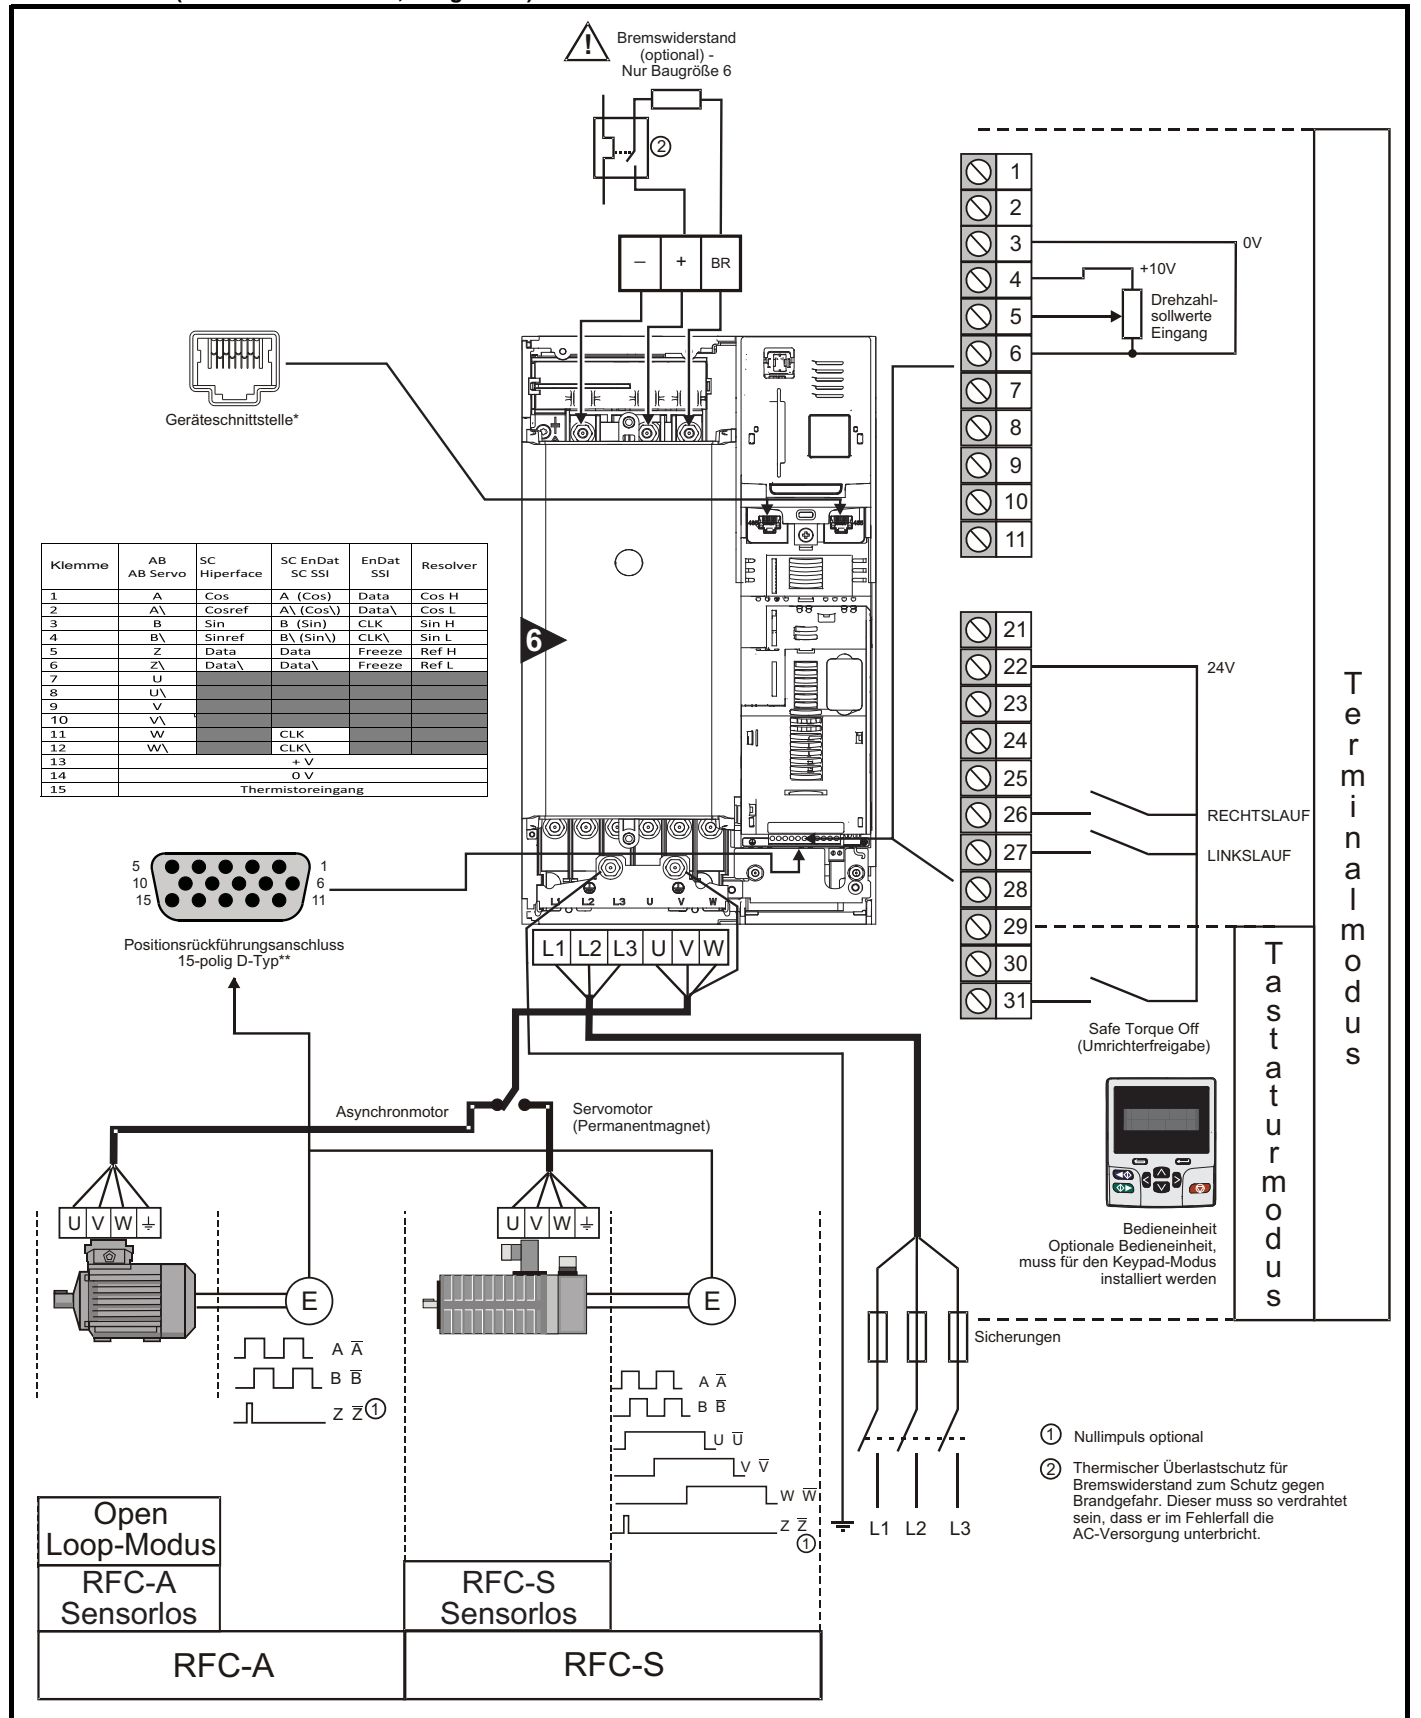 Bremswiderstand
(optional) -
Nur Baugröße 6
2
– + BR
Geräteschnittstelle*
1
2
3 0V
4 +10V
5 Drehzahl-
sollwerte
Eingang
6
7
8
9
10
11
Klemme AB AB Servo SC Hiperface SC EnDat SC SSI EnDat SSI Resolver
1 A Cos A (Cos) Data Cos H
2 A\ Cosref A\ (Cos\) Data\ Cos L
3 B Sin B (Sin) CLK Sin H
4 B\ Sinref B\ (Sin\) CLK\ Sin L
5 Z Data Data Freeze Ref H
6 Z\ Data\ Data\ Freeze Ref L
7 U
8 U\
9 V
10 V\
11 W CLK
12 W\ CLK\
13 + V
14 0 V
15 Thermistoreingang
6
21
22 24V
23
24
25
26 RECHTSLAUF
27 LINKSLAUF
28
29
30
31
Safe Torque Off
(Umrichterfreigabe)
Terminalmodus
Tastaturmodus
5 1
10 6
15 11
Positionsrückführungsanschluss
15-polig D-Typ**
L1 L2 L3 U V W
L1 L2 L3 U V W
Asynchronmotor
Servomotor
(Permanentmagnet)
Bedieneinheit
Optionale Bedieneinheit,
muss für den Keypad-Modus
installiert werden
U V W
U V W
E
E
A A̅
B B̅
Z Z̅ 1
A A̅
B B̅
U U̅
V V̅
W W̅
Z Z̅
1
Sicherungen
L1 L2 L3
1 Nullimpuls optional
2 Thermischer Überlastschutz für
Bremswiderstand zum Schutz gegen
Brandgefahr. Dieser muss so verdrahtet
sein, dass er im Fehlerfall die
AC-Versorgung unterbricht.
Open
Loop-Modus
RFC-A
Sensorlos
RFC-S
Sensorlos
RFC-A
RFC-S